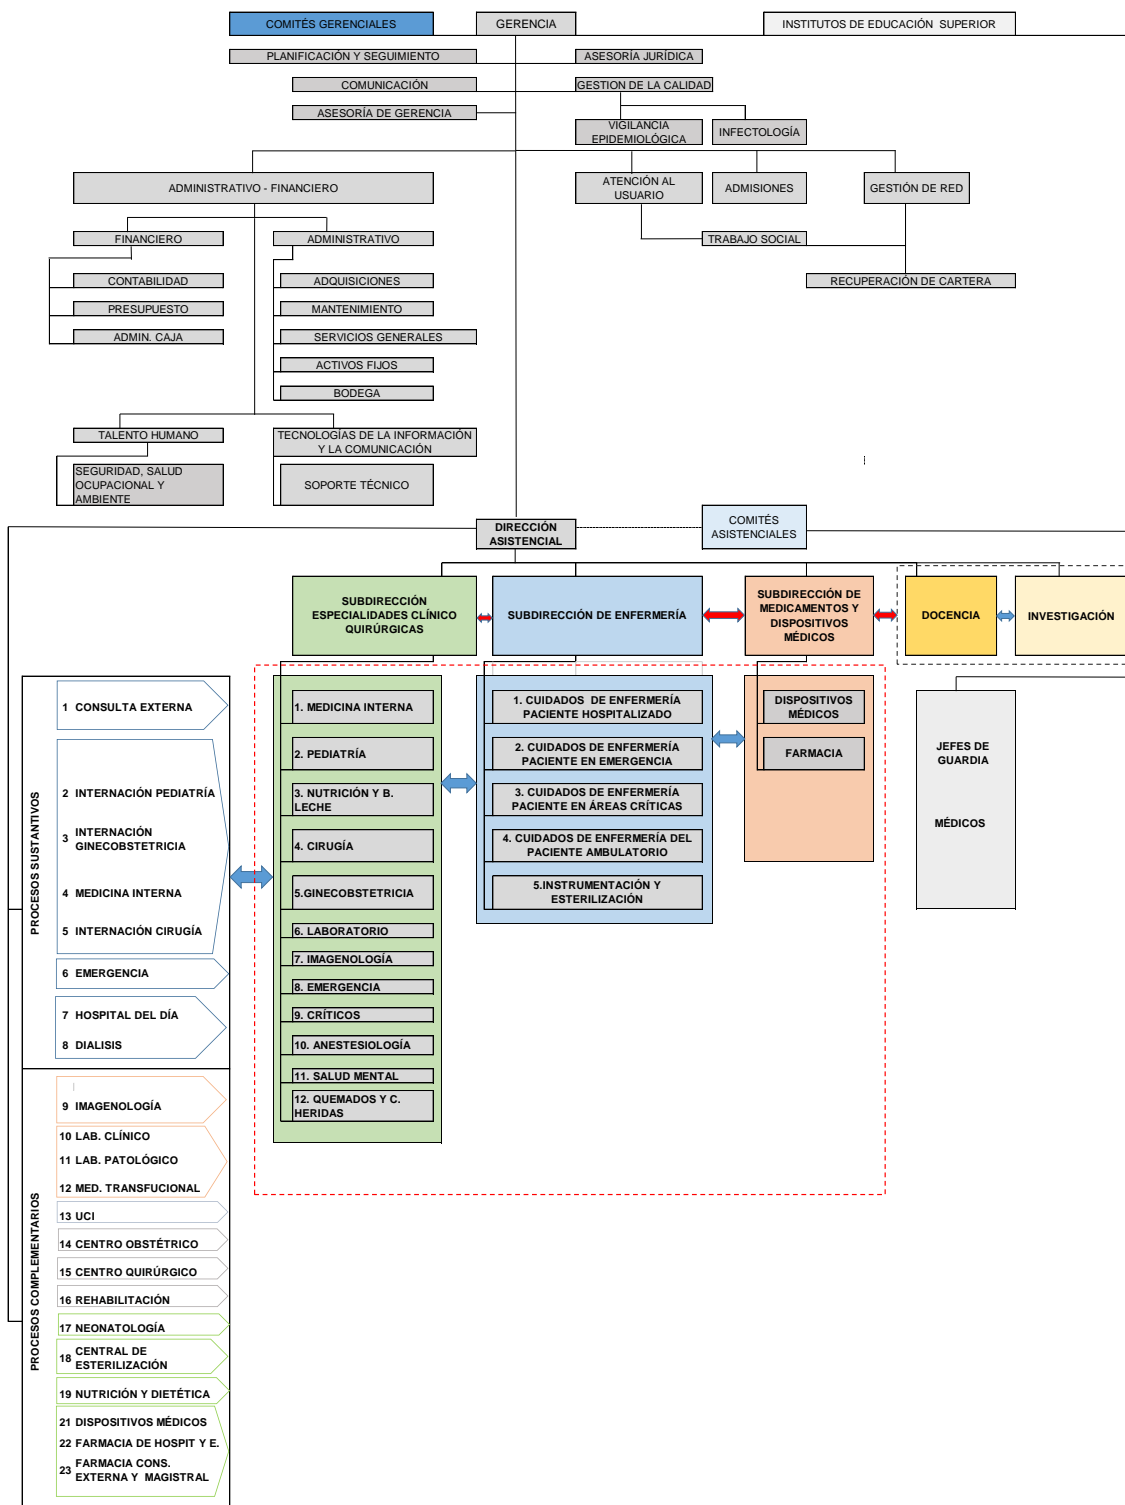 COMITÉS GERENCIALES
GERENCIA
INSTITUTOS DE EDUCACIÓN SUPERIOR
PLANIFICACIÓN Y SEGUIMIENTO
ASESORÍA JURÍDICA
COMUNICACIÓN
GESTION DE LA CALIDAD
ASESORÍA DE GERENCIA
VIGILANCIA
EPIDEMIOLÓGICA
INFECTOLOGÍA
ADMINISTRATIVO - FINANCIERO
ATENCIÓN AL
USUARIO
ADMISIONES
GESTIÓN DE RED
FINANCIERO
ADMINISTRATIVO
TRABAJO SOCIAL
CONTABILIDAD
ADQUISICIONES
RECUPERACIÓN DE CARTERA
PRESUPUESTO
MANTENIMIENTO
ADMIN. CAJA
SERVICIOS GENERALES
ACTIVOS FIJOS
BODEGA
TALENTO HUMANO
TECNOLOGÍAS DE LA INFORMACIÓN
Y LA COMUNICACIÓN
SEGURIDAD, SALUD
OCUPACIONAL Y
AMBIENTE
SOPORTE TÉCNICO
DIRECCIÓN
ASISTENCIAL
COMITÉS
ASISTENCIALES
SUBDIRECCIÓN
ESPECIALIDADES CLÍNICO
QUIRÚRGICAS
SUBDIRECCIÓN DE ENFERMERÍA
SUBDIRECCIÓN DE
MEDICAMENTOS Y
DISPOSITIVOS
MÉDICOS
DOCENCIA
INVESTIGACIÓN
PROCESOS SUSTANTIVOS
1 CONSULTA EXTERNA
2 INTERNACIÓN PEDIATRÍA
3 INTERNACIÓN
GINECOBSTETRICIA
4 MEDICINA INTERNA
5 INTERNACIÓN CIRUGÍA
6 EMERGENCIA
7 HOSPITAL DEL DÍA
8 DIALISIS
PROCESOS COMPLEMENTARIOS
9 IMAGENOLOGÍA
10 LAB. CLÍNICO
11 LAB. PATOLÓGICO
12 MED. TRANSFUCIONAL
13 UCI
14 CENTRO OBSTÉTRICO
15 CENTRO QUIRÚRGICO
16 REHABILITACIÓN
17 NEONATOLOGÍA
18 CENTRAL DE
ESTERILIZACIÓN
19 NUTRICIÓN Y DIETÉTICA
21 DISPOSITIVOS MÉDICOS
22 FARMACIA DE HOSPIT Y E.
23 FARMACIA CONS.
EXTERNA Y MAGISTRAL
1. MEDICINA INTERNA
2. PEDIATRÍA
3. NUTRICIÓN Y B.
LECHE
4. CIRUGÍA
5.GINECOBSTETRICIA
6. LABORATORIO
7. IMAGENOLOGÍA
8. EMERGENCIA
9. CRÍTICOS
10. ANESTESIOLOGÍA
11. SALUD MENTAL
12. QUEMADOS Y C.
HERIDAS
1. CUIDADOS DE ENFERMERÍA
PACIENTE HOSPITALIZADO
2. CUIDADOS DE ENFERMERÍA
PACIENTE EN EMERGENCIA
3. CUIDADOS DE ENFERMERÍA
PACIENTE EN ÁREAS CRÍTICAS
4. CUIDADOS DE ENFERMERÍA DEL
PACIENTE AMBULATORIO
5.INSTRUMENTACIÓN Y
ESTERILIZACIÓN
DISPOSITIVOS
MÉDICOS
FARMACIA
JEFES DE
GUARDIA
MÉDICOS